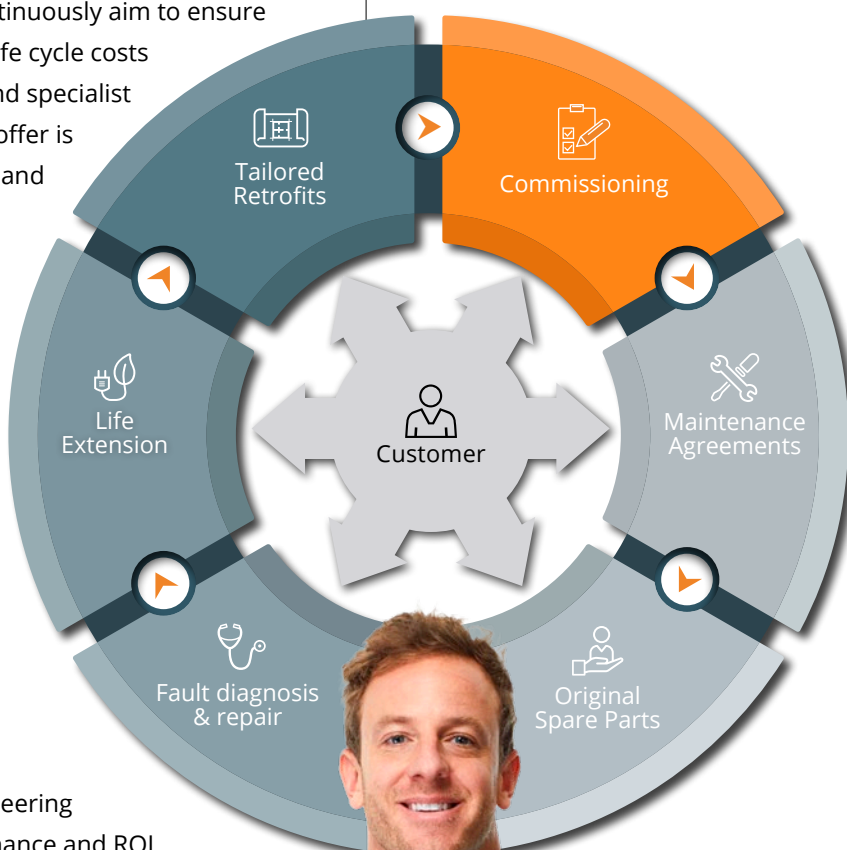 tinuously aim to ensure
fe cycle costs
nd specialist
offer is
and
Tailored
Retrofits
Commissioning
Life
Extension
Customer
Maintenance
Agreements
Fault diagnosis
& repair
Original
Spare Parts
eering
ance and ROI